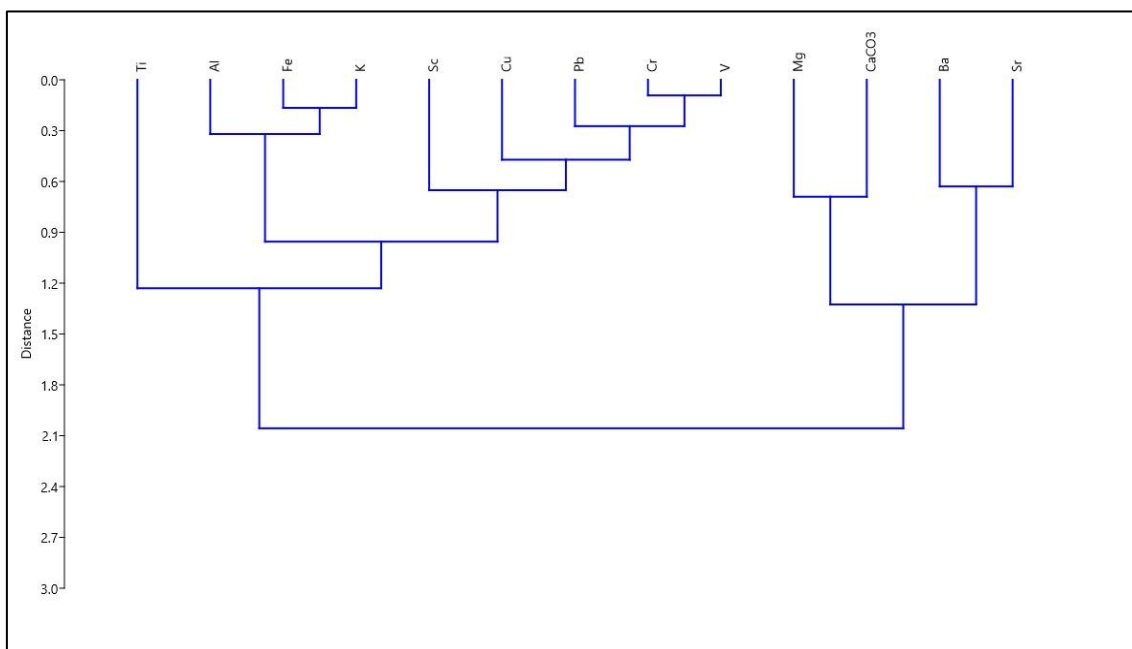 Ti
Al
Fe
K
Sc
Cu
Pb
Cr
V
Mg
CaCO3
Ba
Sr
0.0
0.3
0.6
0.9
1.2
1.5
1.8
2.1
2.4
2.7
3.0
Distance